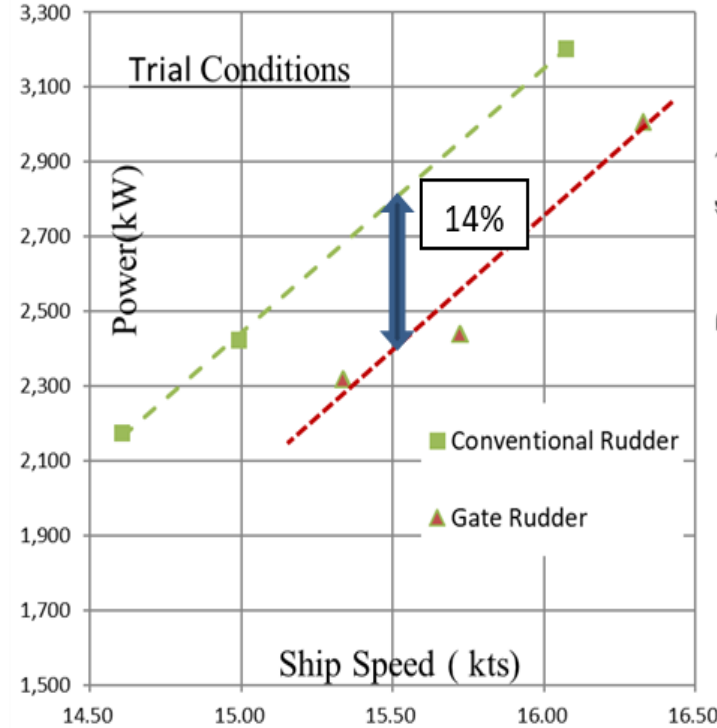 3,300
Trial Conditions
3,100
2,900
14%
2,700
Power(kW)
2,500
2,300
Conventional Rudder
2,100
Gate Rudder
1,900
1,700
Ship Speed ( kts)
1,500
14.50 15.00 15.50 16.00 16.50